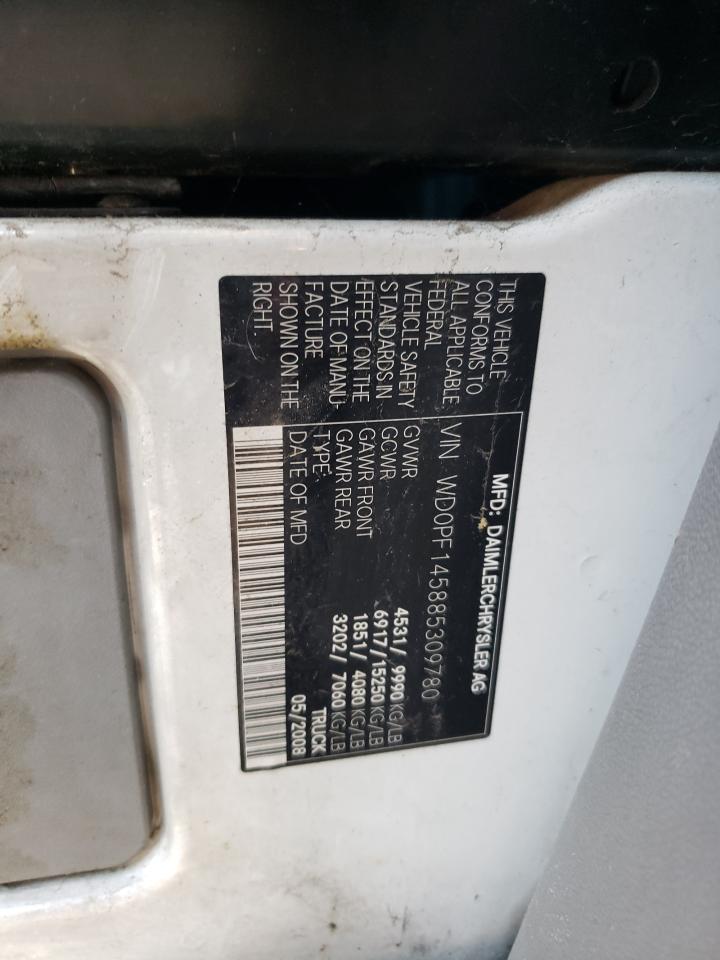 MFD: DAIMLERCHRYSLER AG
THIS VEHICLE
CONFORMS TO
ALL APPLICABLE
FEDERAL
VEHICLE SAFETY
STANDARDS IN
EFFECT ON THE
DATE OF MANU-
FACTURE
SHOWN ON THE
RIGHT.
VIN WD0PF145885309780
GVWR 4531/ 9990 KG/LB
GCWR 6917/15250 KG/LB
GAWR FRONT 1851/ 4080 KG/LB
GAWR REAR 3202/ 7060 KG/LB
TYPE: TRUCK
DATE OF MFD 05/2008